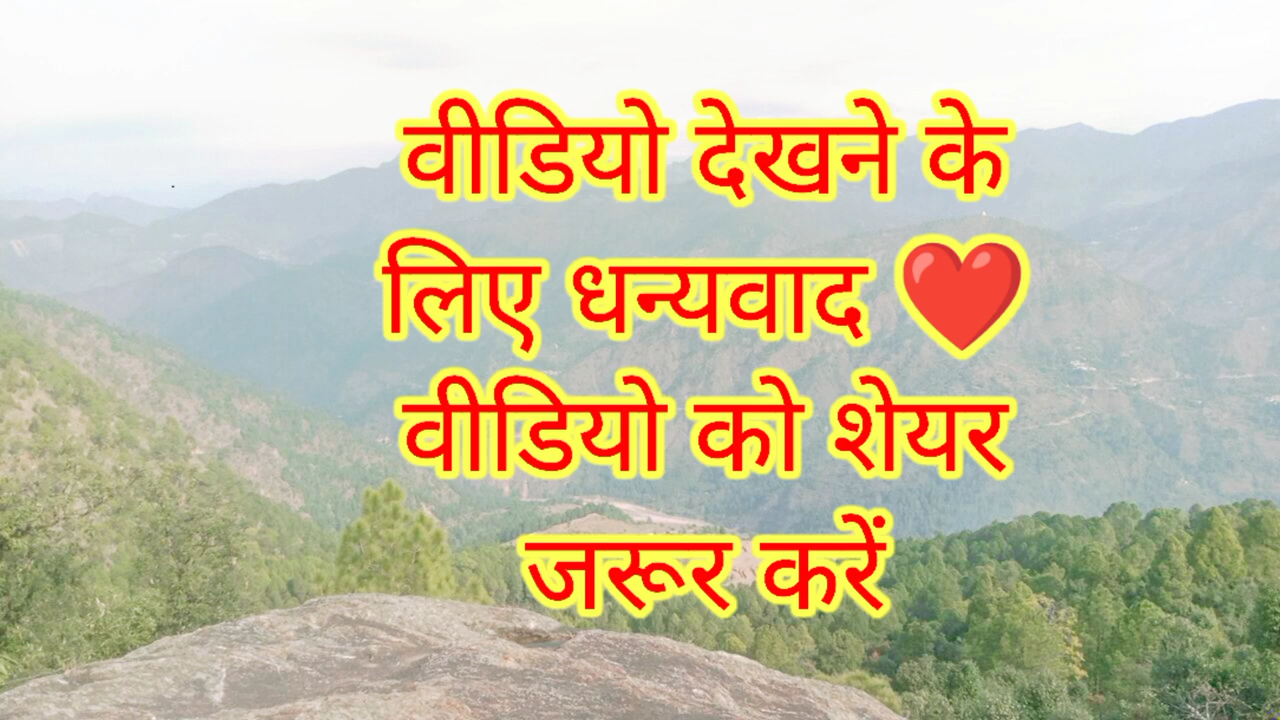 वीडियो देखने के
लिए धन्यवाद ❤️
वीडियो को शेयर
जरूर करें